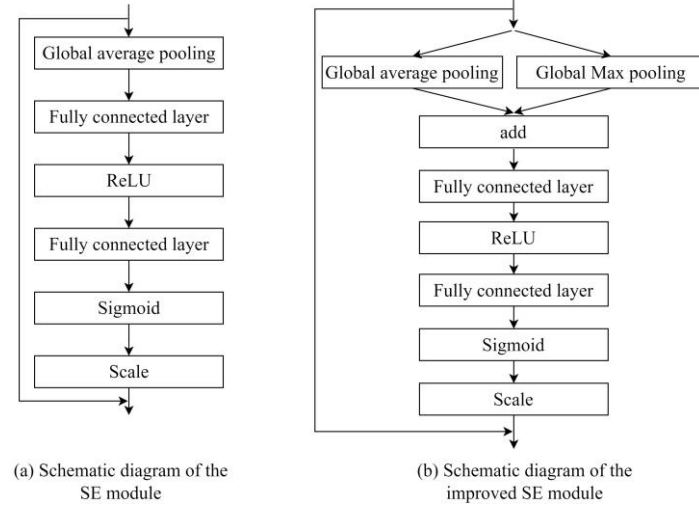 Global average pooling
Fully connected layer
ReLU
Fully connected layer
Sigmoid
Scale
(a) Schematic diagram of the
SE module
Global average pooling
Global Max pooling
add
Fully connected layer
ReLU
Fully connected layer
Sigmoid
Scale
(b) Schematic diagram of the
improved SE module